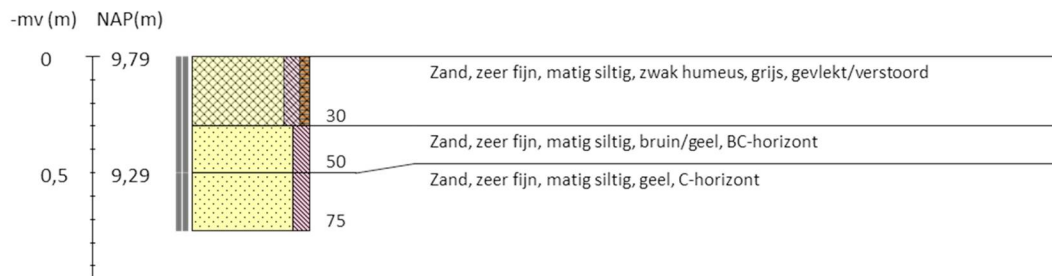 -mv (m) NAP(m)
0 9,79
Zand, zeer fijn, matig siltig, zwak humeus, grijs, gevlekt/verstoord
30
Zand, zeer fijn, matig siltig, bruin/geel, BC-horizont
50
0,5 9,29
Zand, zeer fijn, matig siltig, geel, C-horizont
75